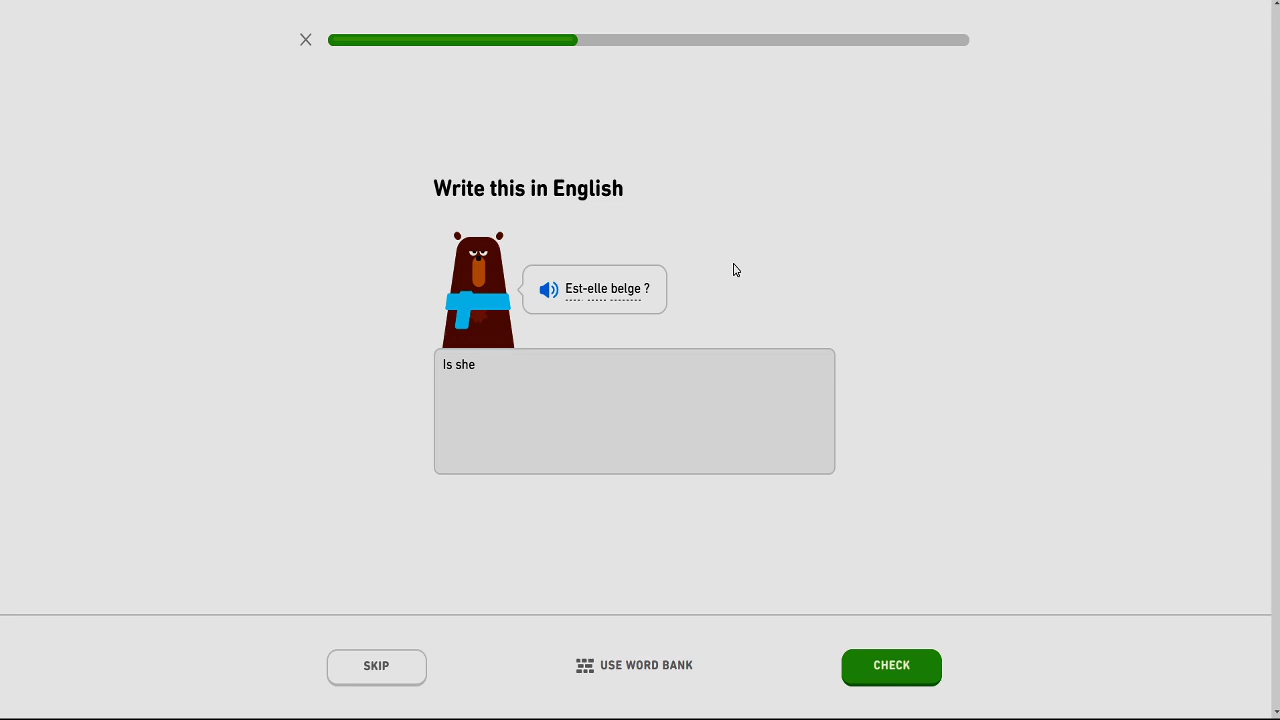 Write this in English
Est-elle belge ?
Is she
SKIP
USE WORD BANK
CHECK